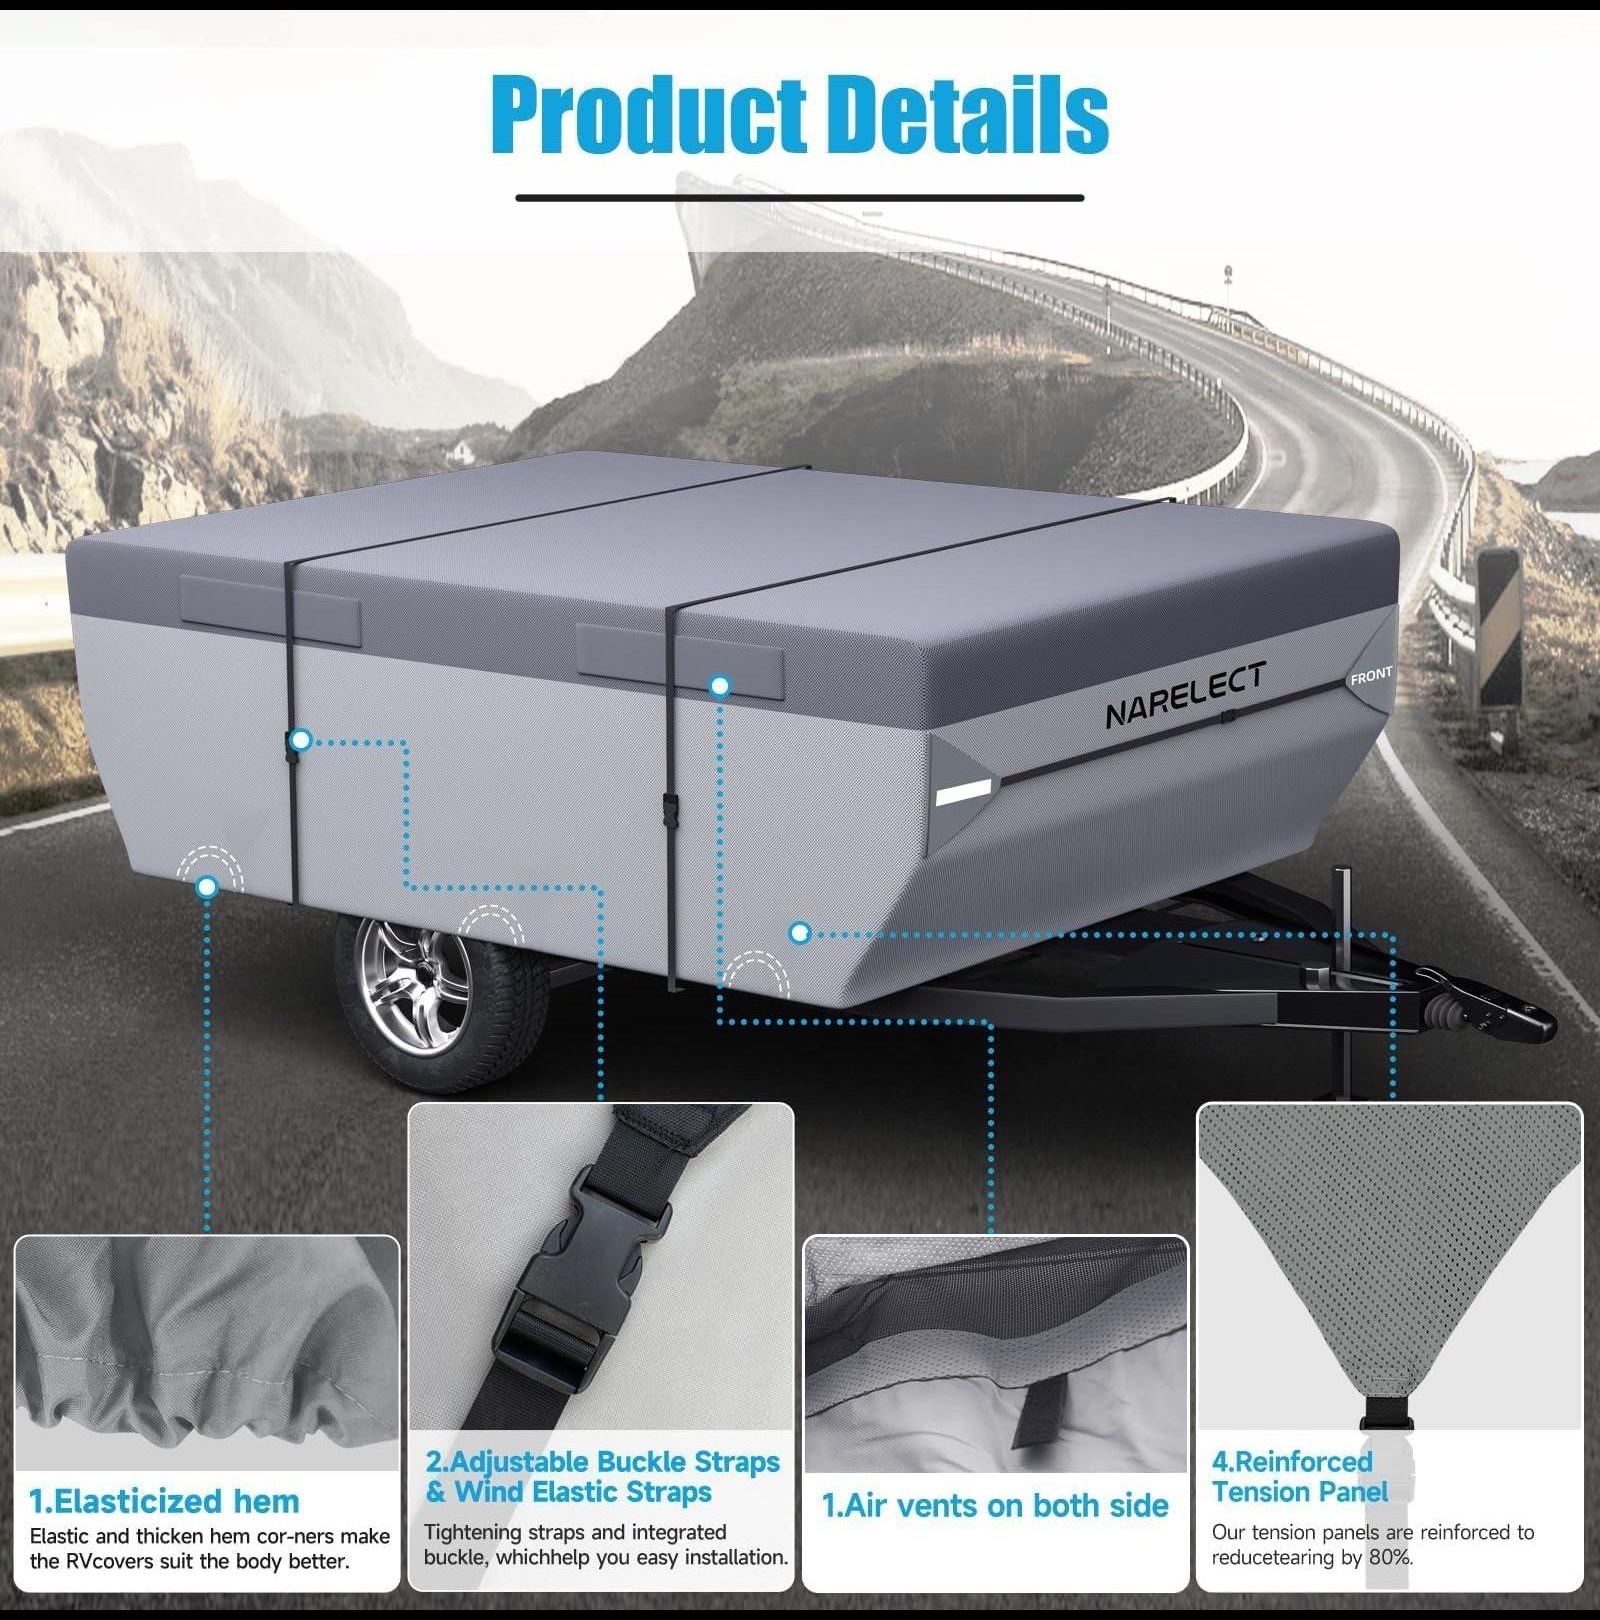 Product Details
NARELECT
FRONT
1.Elasticized hem
Elastic and thicken hem cor-ners make
the RVcovers suit the body better.
2.Adjustable Buckle Straps
& Wind Elastic Straps
Tightening straps and integrated
buckle, whichhelp you easy installation.
1.Air vents on both side
4.Reinforced
Tension Panel
Our tension panels are reinforced to
reducetearing by 80%.